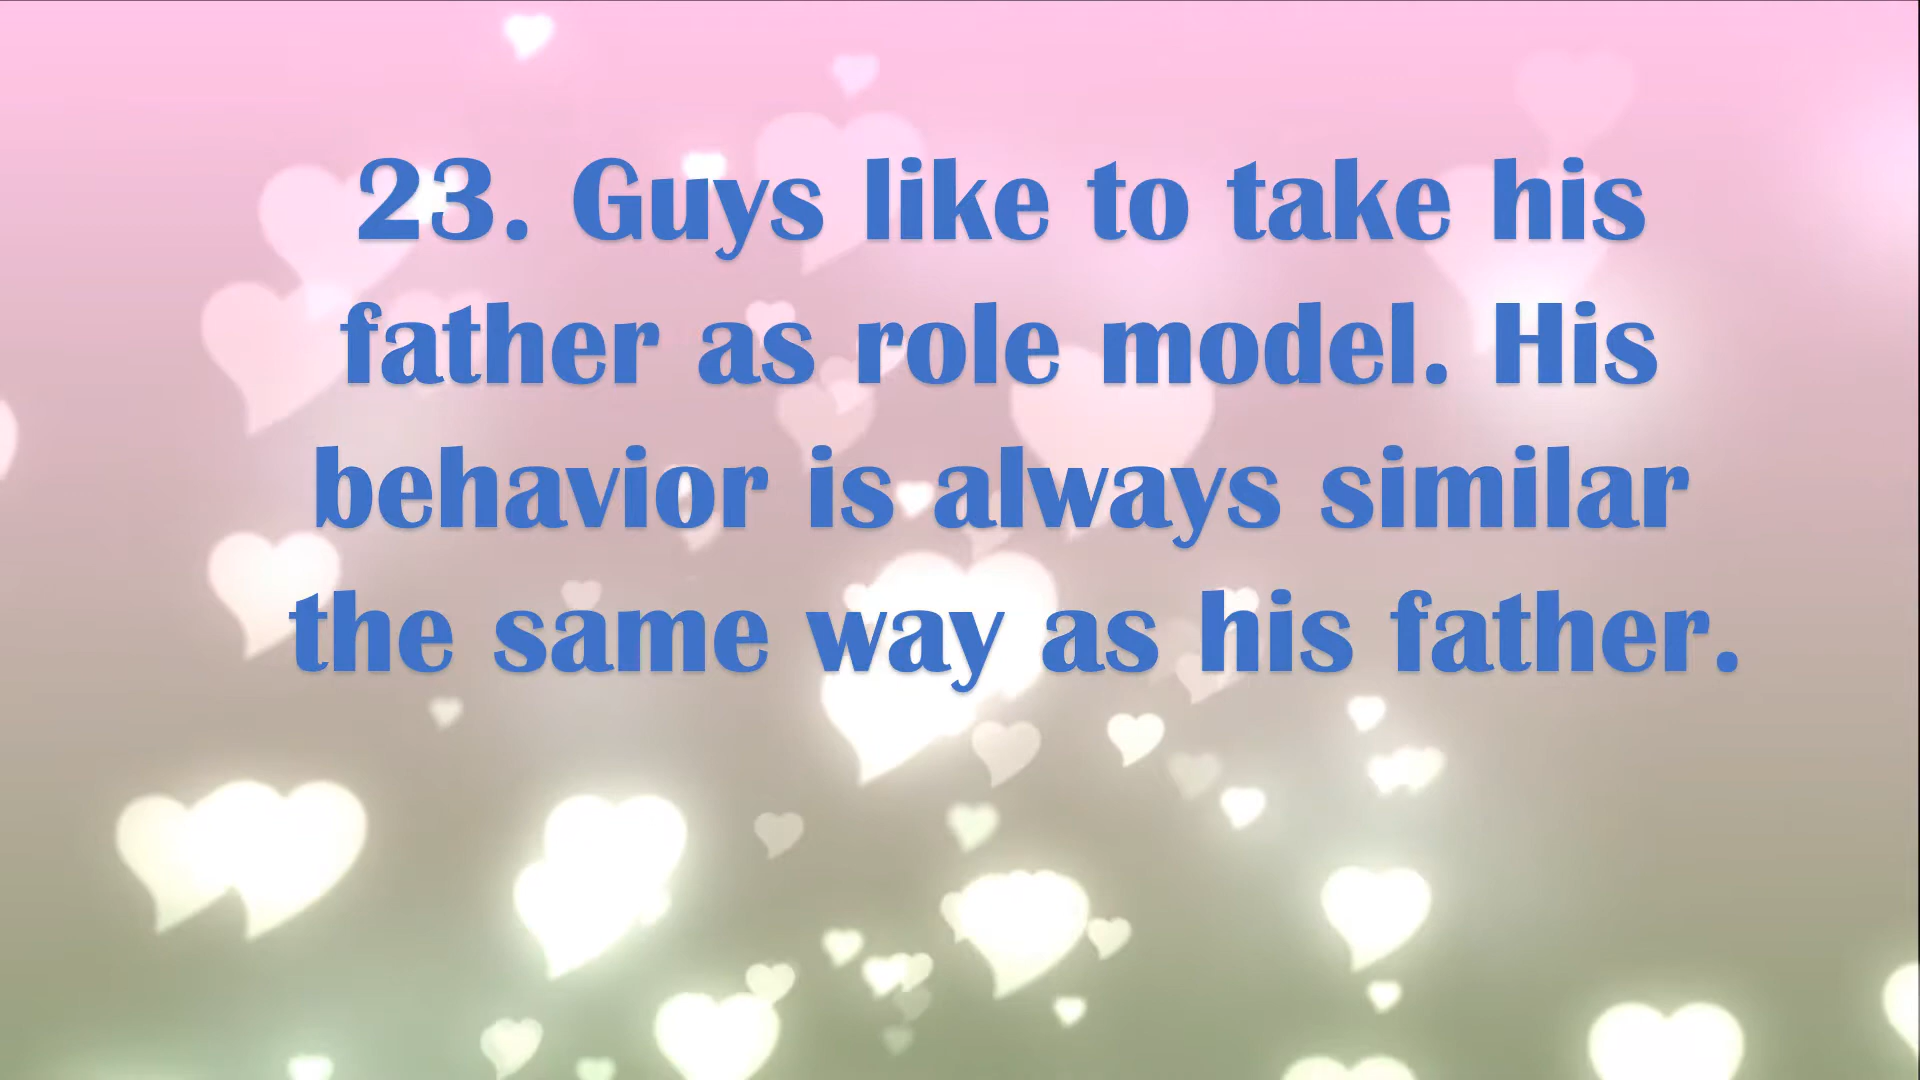 23. Guys like to take his
father as role model. His
behavior is always similar
the same way as his father.